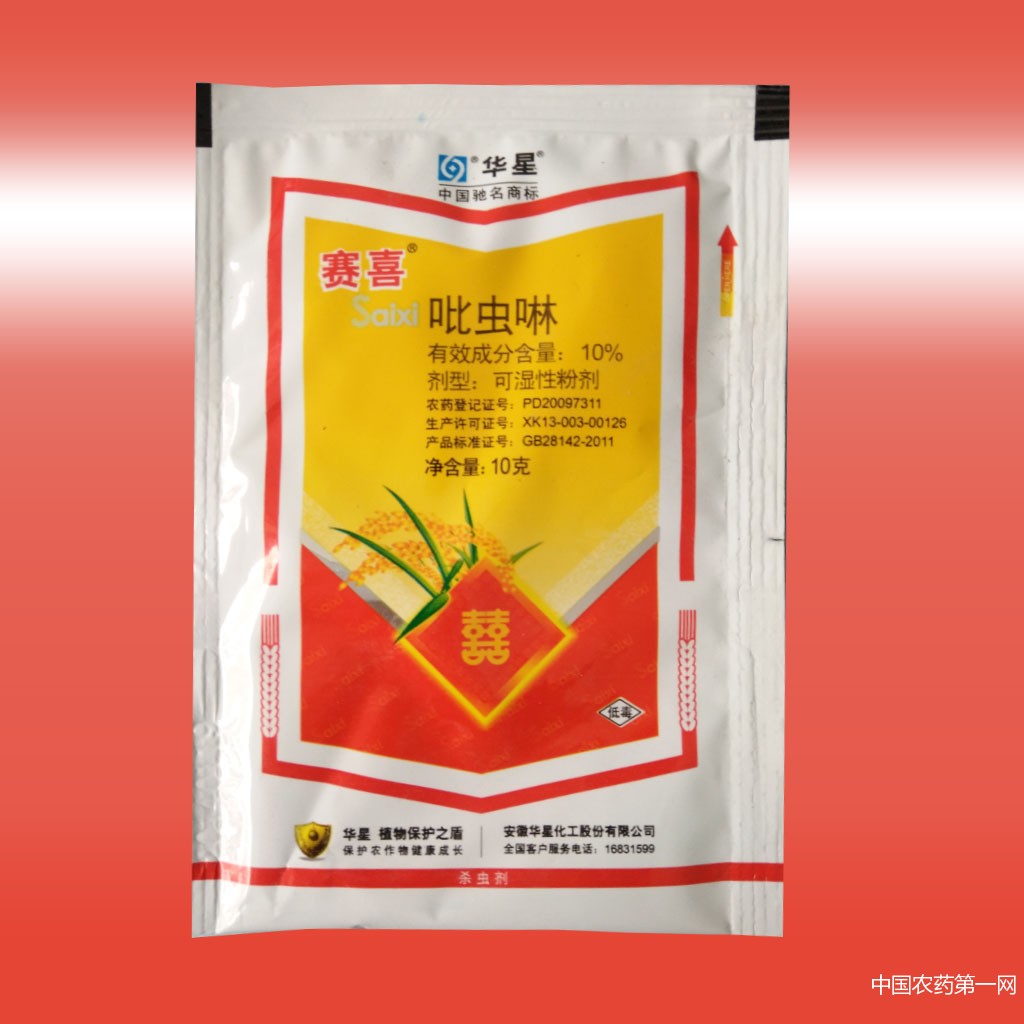 ®华星®
中国驰名商标
赛喜®
Saixi 吡虫啉
有效成分含量： 10%
剂型：可湿性粉剂
农药登记证号：PD20097311
生产许可证号：XK13-003-00126
产品标准证号：GB28142-2011
净含量：10克
囍
Saixi
低毒
华星 植物保护之盾
保护农作物健康成长
安徽华星化工股份有限公司
全国客户服务电话：16831599
杀虫剂
中国农药第一网